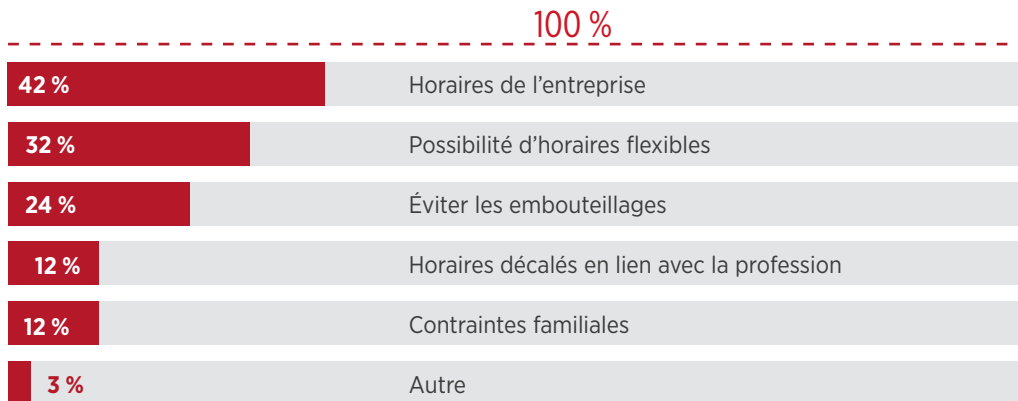 100 %
42 % Horaires de l’entreprise
32 % Possibilité d’horaires flexibles
24 % Éviter les embouteillages
12 % Horaires décalés en lien avec la profession
12 % Contraintes familiales
3 % Autre